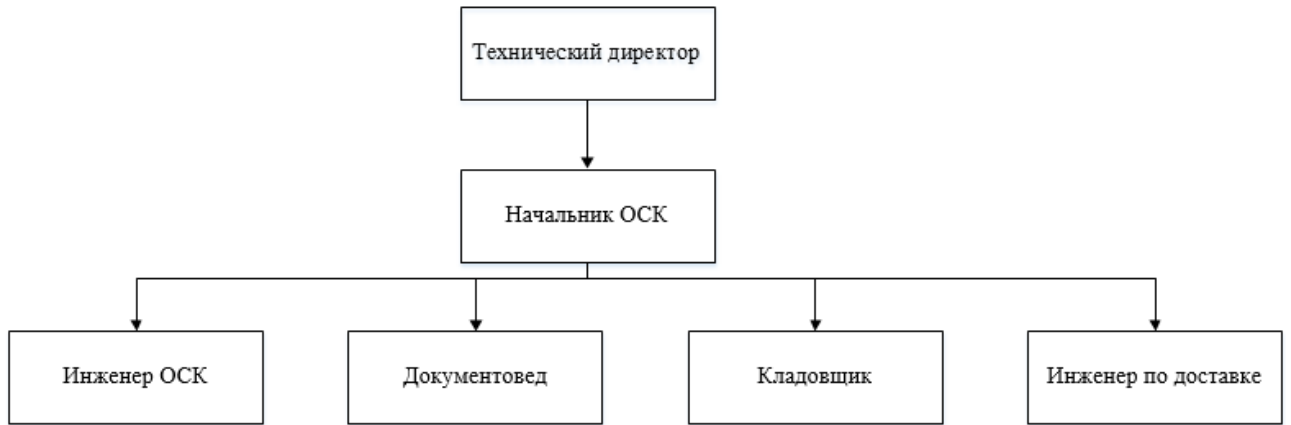 Технический директор
Начальник ОСК
Инженер ОСК
Документовед
Кладовщик
Инженер по доставке